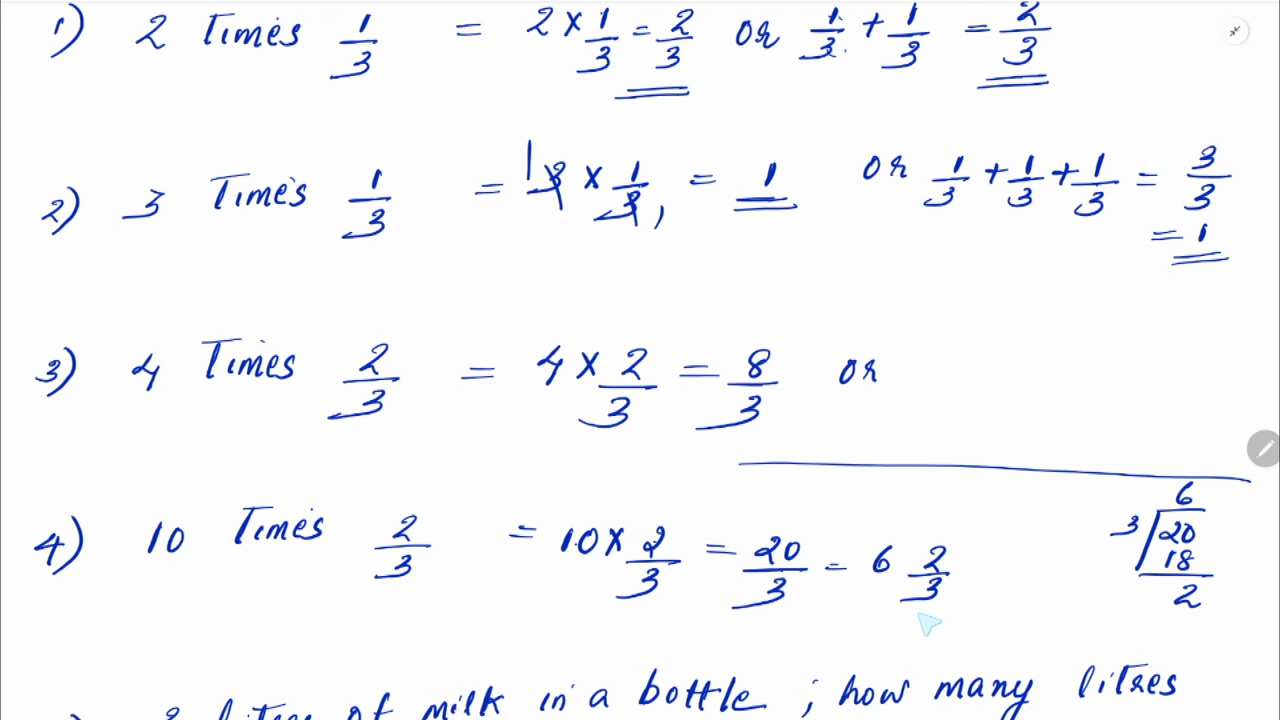 1) 2 Times 1/3 = 2 × 1/3 = 2/3 or 1/3 + 1/3 = 2/3
2) 3 Times 1/3 = 3 × 1/3 = 1 or 1/3 + 1/3 + 1/3 = 3/3
= 1
3) 4 Times 2/3 = 4 × 2/3 = 8/3 or
4) 10 Times 2/3 = 10 × 2/3 = 20/3 = 6 2/3
6
3 20
18
2
of milk in a bottle ; how many litres